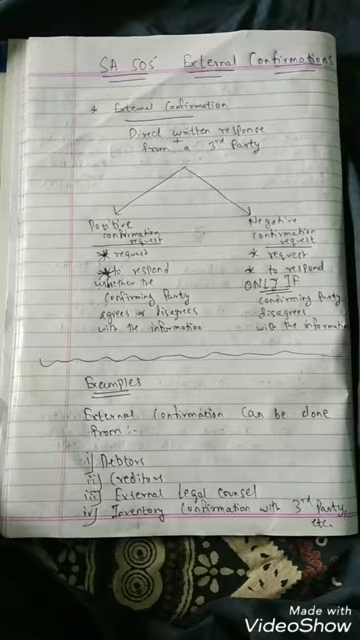 SA 505 External Confirmations
* External Confirmation
Direct written response
from a 3rd Party
Positive
confirmation
request
* request
* to respond
whether the
confirming Party
agrees or disagrees
with the information
Negative
confirmation
request
* request
* to respond
ONLY IF
confirming Party
disagrees
with the informat
Examples
External Confirmation can be done
from:-
i) Debtors
ii) Creditors
iii) External Legal Counsel
iv) Inventory Confirmation with 3rd Party,
etc.
Made with
VideoShow